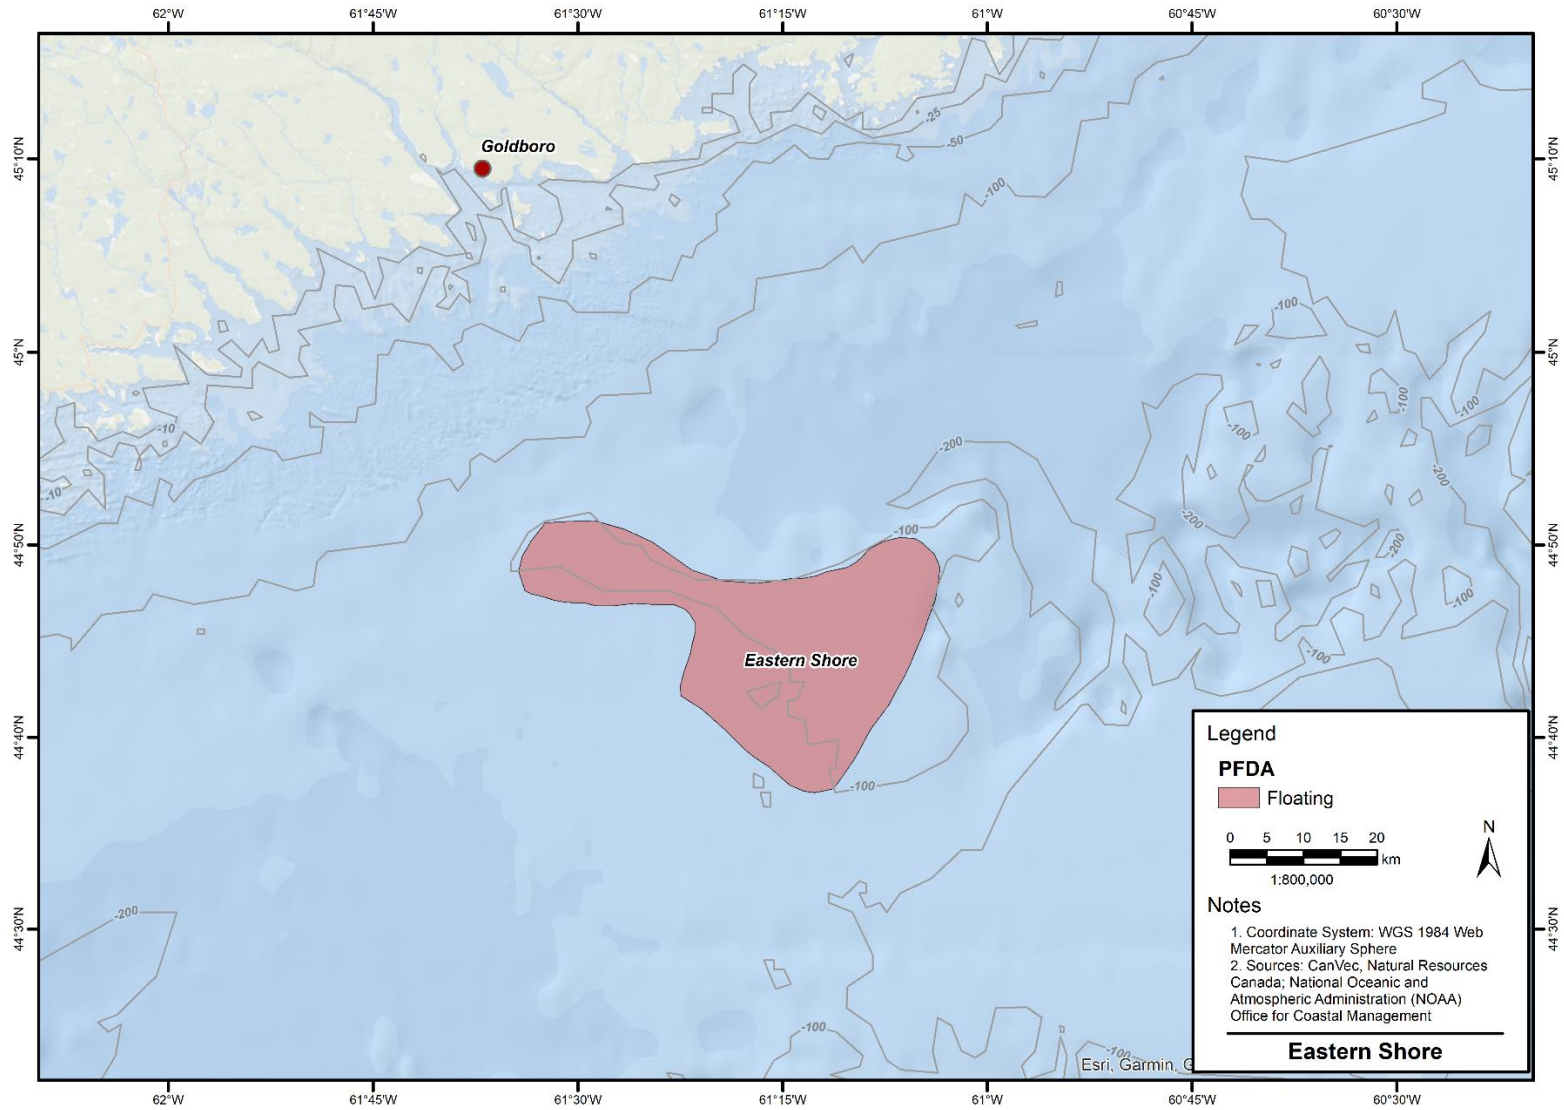 62°W 61°45'W 61°30'W 61°15'W 61°W 60°45'W 60°30'W
45°10'N
45°10'N
Goldboro
-25
-50
-100
-100
45°N
45°N
-100
-100
-100
-10
-200
-200
-10
-200
-100
-200
44°50'N
44°50'N
-100
-100
-100
Eastern Shore
44°40'N
44°40'N
-100
-200
44°30'N
44°30'N
-100
-100
Legend
PFDA
Floating
0 5 10 15 20
km
1:800,000
N
Notes
1. Coordinate System: WGS 1984 Web
Mercator Auxiliary Sphere
2. Sources: CanVec, Natural Resources
Canada; National Oceanic and
Atmospheric Administration (NOAA)
Office for Coastal Management
Eastern Shore
Esri, Garmin, G
62°W 61°45'W 61°30'W 61°15'W 61°W 60°45'W 60°30'W